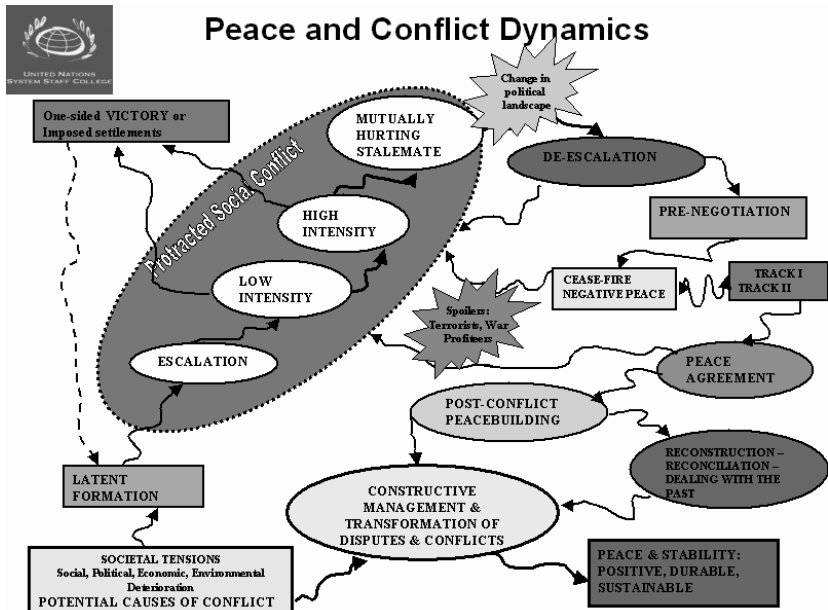 Peace and Conflict Dynamics
UNITED NATIONS
SYSTEM STAFF COLLEGE
Change in
political
landscape
One-sided VICTORY or
Imposed settlements
MUTUALLY
HURTING
STALEMATE
DE-ESCALATION
Protracted Social Conflict
HIGH
INTENSITY
PRE-NEGOTIATION
LOW
INTENSITY
CEASE-FIRE
NEGATIVE PEACE
TRACK I
TRACK II
Spoilers:
Terrorists, War
Profiteers
ESCALATION
PEACE
AGREEMENT
POST-CONFLICT
PEACEBUILDING
RECONSTRUCTION –
RECONCILIATION –
DEALING WITH THE
PAST
LATENT
FORMATION
CONSTRUCTIVE
MANAGEMENT &
TRANSFORMATION OF
DISPUTES & CONFLICTS
SOCIETAL TENSIONS
Social, Political, Economic, Environmental
Deterioration
POTENTIAL CAUSES OF CONFLICT
PEACE & STABILITY:
POSITIVE, DURABLE,
SUSTAINABLE